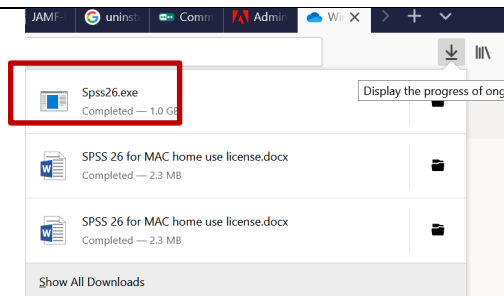 JAMF-
uninst
Comm
Admin
Wir
Display the progress of ong
Spss26.exe
Completed — 1.0 GB
SPSS 26 for MAC home use license.docx
Completed — 2.3 MB
SPSS 26 for MAC home use license.docx
Completed — 2.3 MB
Show All Downloads